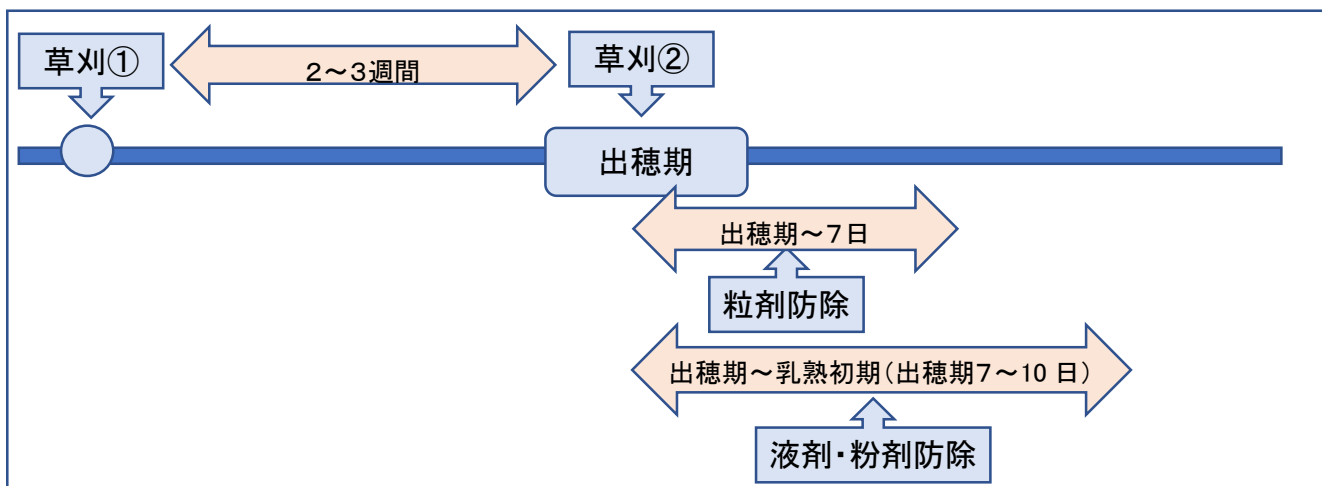 草刈①
2～3週間
草刈②
出穂期
出穂期～7日
粒剤防除
出穂期～乳熟初期(出穂期7～10日)
液剤・粉剤防除